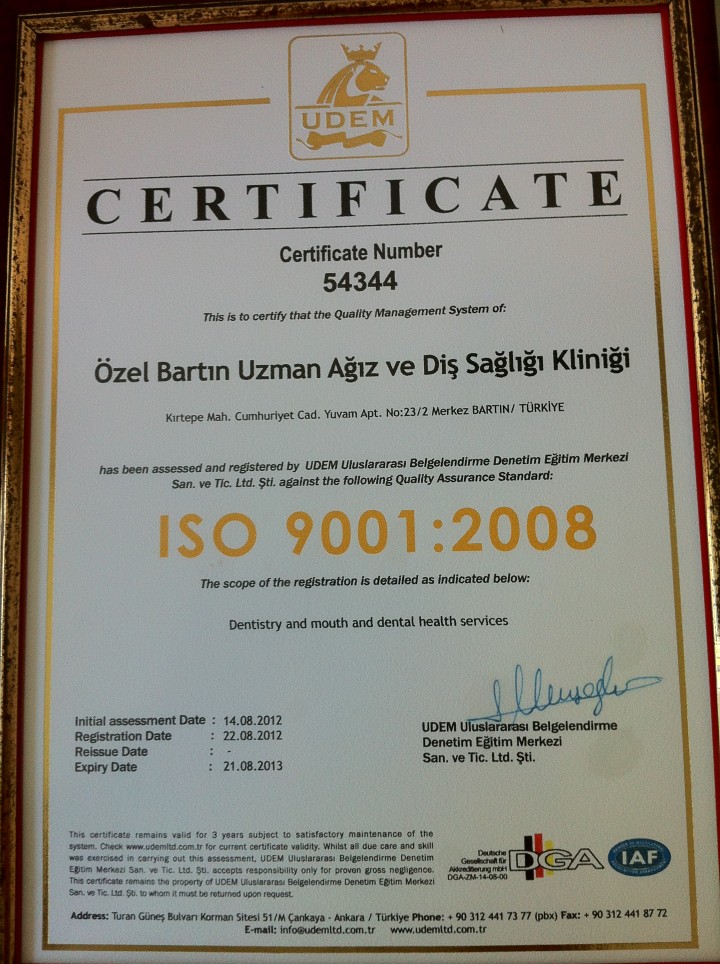 UDEM
CERTIFICATE
Certificate Number
54344
This is to certify that the Quality Management System of:
Özel Bartın Uzman Ağız ve Diş Sağlığı Kliniği
Kırtepe Mah. Cumhuriyet Cad. Yuvam Apt. No:23/2 Merkez BARTIN/ TÜRKİYE
has been assessed and registered by UDEM Uluslararası Belgelendirme Denetim Eğitim Merkezi
San. ve Tic. Ltd. Şti. against the following Quality Assurance Standard:
ISO 9001:2008
The scope of the registration is detailed as indicated below:
Dentistry and mouth and dental health services
Initial assessment Date : 14.08.2012
Registration Date : 22.08.2012
Reissue Date : -
Expiry Date : 21.08.2013
UDEM Uluslararası Belgelendirme
Denetim Eğitim Merkezi
San. ve Tic. Ltd. Şti.
This certificate remains valid for 3 years subject to satisfactory maintenance of the
system. Check www.udemltd.com.tr for current certificate validity. Whilst all due care and skill
was exercised in carrying out this assessment, UDEM Uluslararası Belgelendirme Denetim
Eğitim Merkezi San. ve Tic. Ltd. Şti. accepts responsibility only for proven gross negligence.
This certificate remains the property of UDEM Uluslararası Belgelendirme Denetim Eğitim Merkezi
San. ve Tic. Ltd. Şti. to whom it must be returned upon request.
Deutsche
Gesellschaft für
Akkreditierung mbH
DGA-ZM-14-08-00
DGA
IAF
Address: Turan Güneş Bulvarı Korman Sitesi 51/M Çankaya - Ankara / Türkiye Phone: + 90 312 441 73 77 (pbx) Fax: + 90 312 441 87 72
E-mail: info@udemltd.com.tr www.udemltd.com.tr